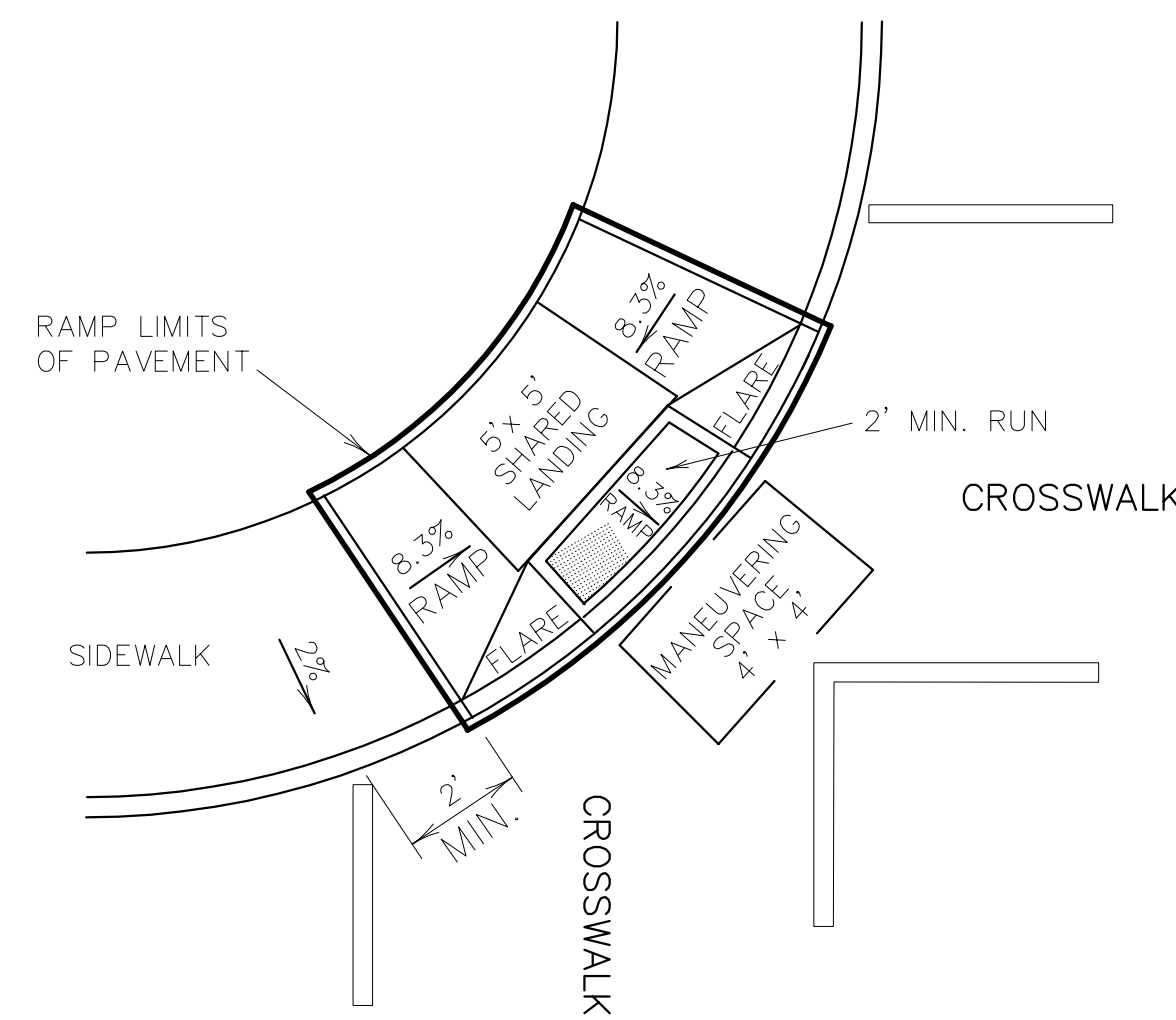 RAMP LIMITS
OF PAVEMENT
8.3%
RAMP
FLARE
5' x 5'
SHARED
LANDING
2' MIN. RUN
8.3%
RAMP
CROSSWALK
8.3%
RAMP
FLARE
MANEUVERING
SPACE
4' x 4'
SIDEWALK
2%
2'
MIN.
CROSSWALK